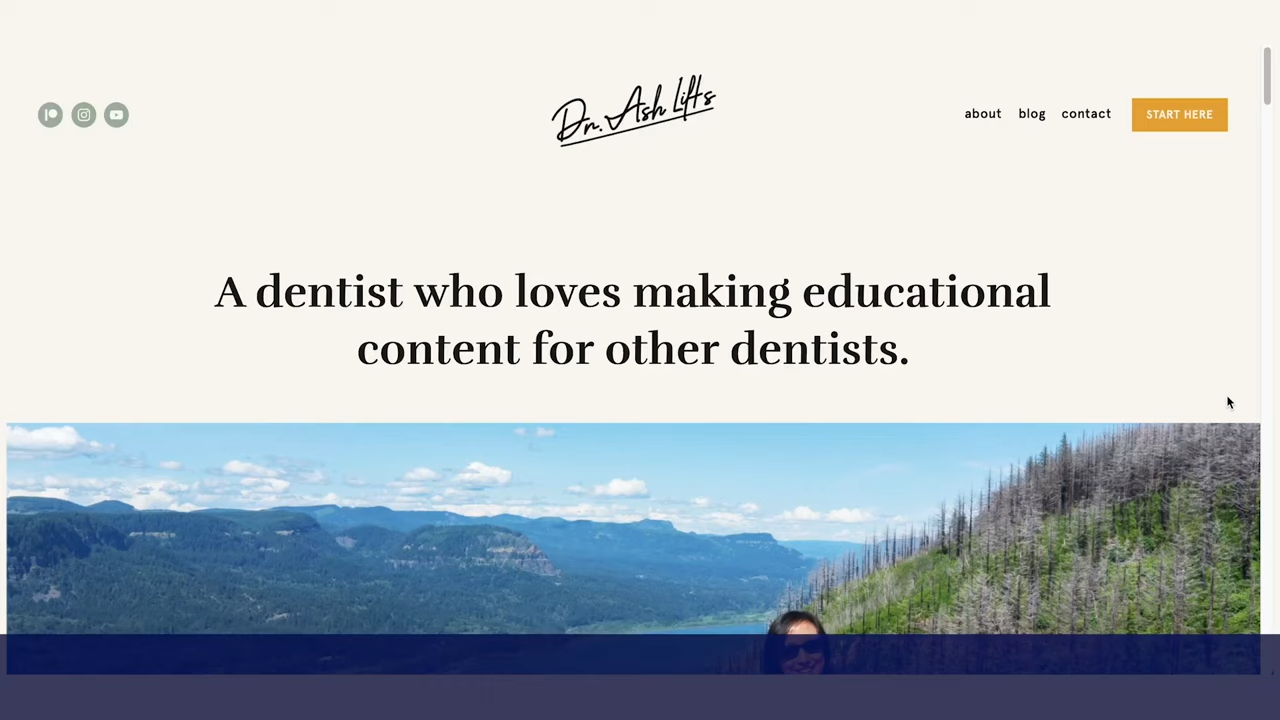 Dr. Ash Lifts
about blog contact START HERE
A dentist who loves making educational
content for other dentists.